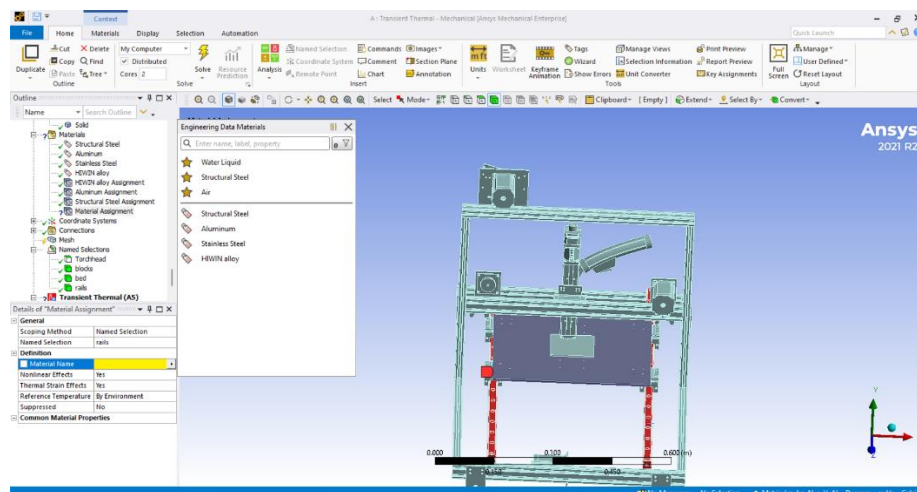 Context
A : Transient Thermal - Mechanical [Ansys Mechanical Enterprise]
File Home Materials Display Selection Automation
Quick Launch
Duplicate
Cut
Copy
Paste
Delete
Find
Tree
Outline
My Computer
Distributed
Cores 2
Solve
Resource Prediction
Solve
Analysis
Named Selection
Coordinate System
Remote Point
Commands
Comment
Chart
Images
Section Plane
Annotation
Insert
Units
Worksheet
Keyframe Animation
Tags
Wizard
Show Errors
Manage Views
Selection Information
Unit Converter
Print Preview
Report Preview
Key Assignments
Tools
Full Screen
Manage
User Defined
Reset Layout
Layout
Outline
Name
Search Outline
Select
Mode
Clipboard
[Empty]
Extend
Select By
Convert
Solid
Materials
Structural Steel
Aluminum
Stainless Steel
HIWIN alloy
HIWIN alloy Assignment
Aluminum Assignment
Structural Steel Assignment
Material Assignment
Coordinate Systems
Connections
Mesh
Named Selections
Torchhead
blocks
bed
rails
Transient Thermal (A5)
Details of "Material Assignment"
General
Scoping Method Named Selection
Named Selection rails
Definition
Material Name
Nonlinear Effects Yes
Thermal Strain Effects Yes
Reference Temperature By Environment
Suppressed No
Common Material Properties
Engineering Data Materials
Enter name, label, property
Water Liquid
Structural Steel
Air
Structural Steel
Aluminum
Stainless Steel
HIWIN alloy
Ansys
2021 R2
0.000
0.300
0.600 (m)
0.150
0.450
Y
X
Z